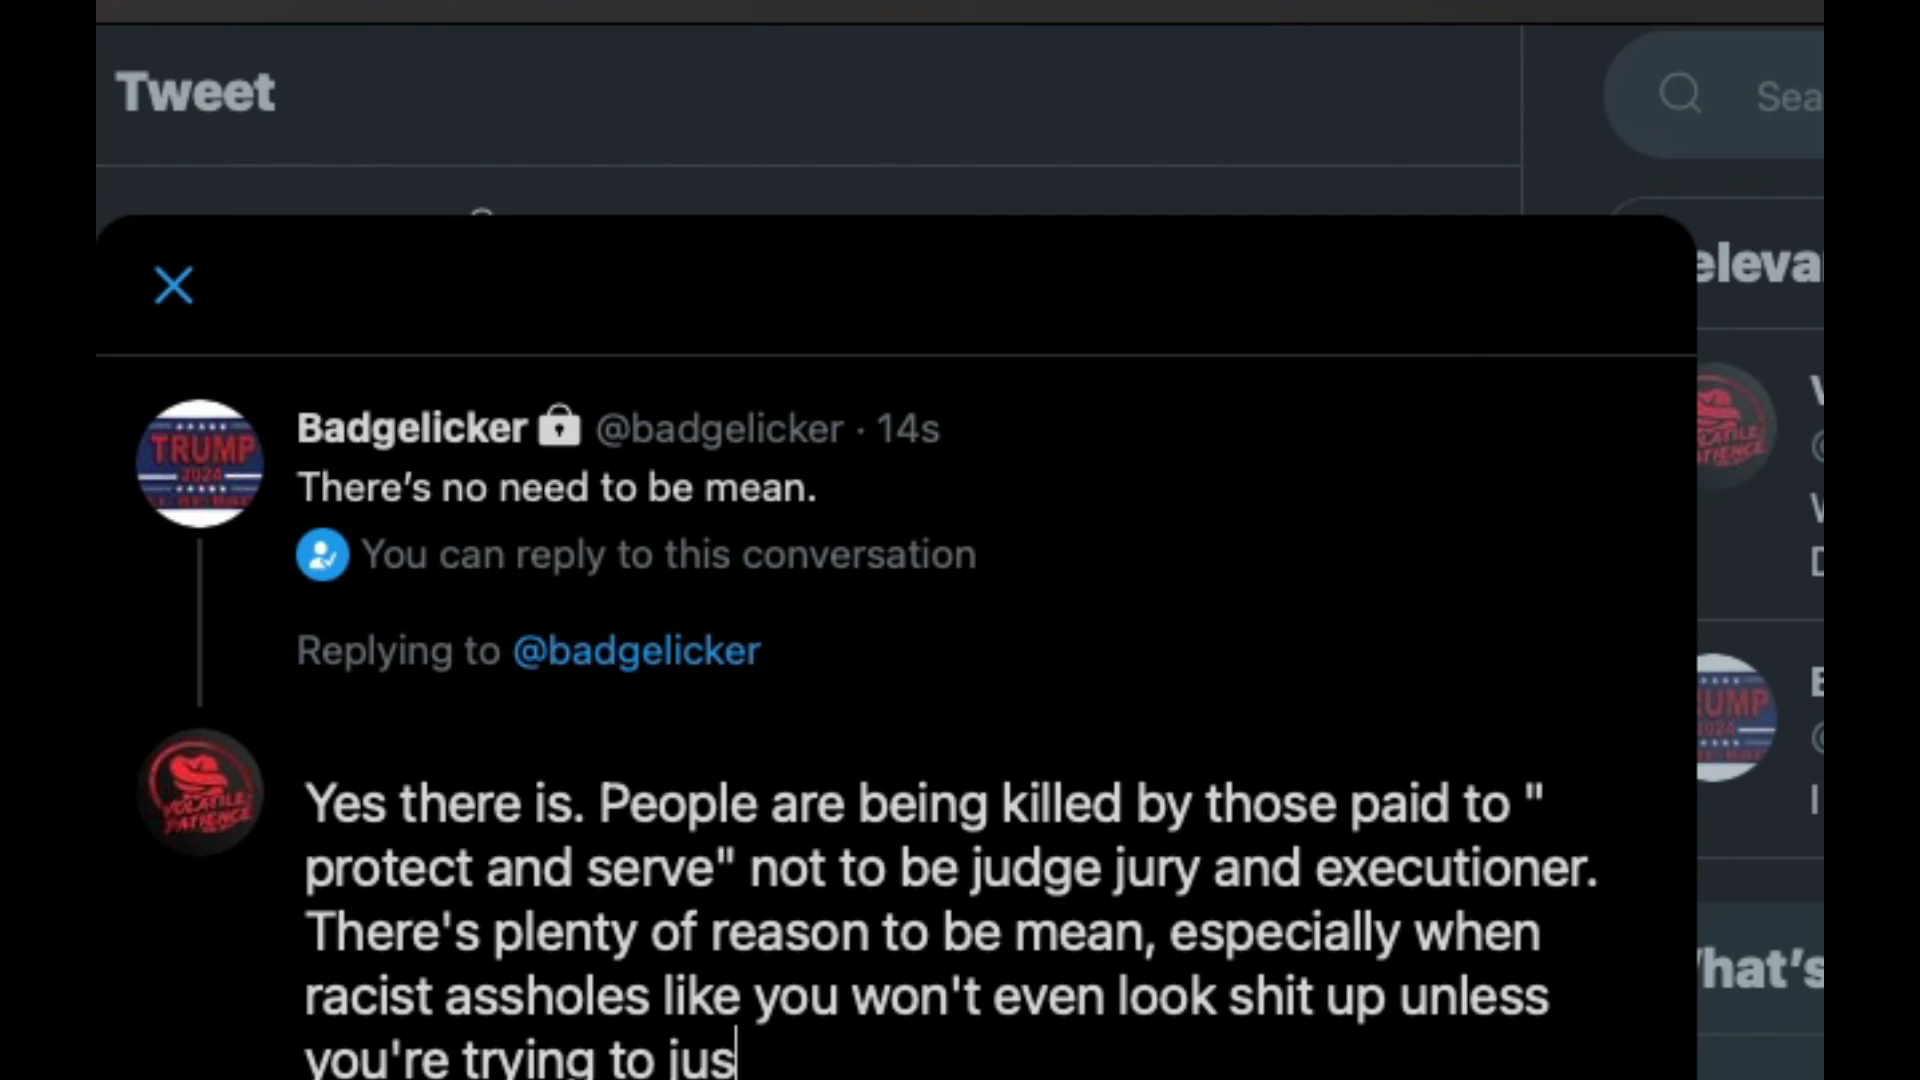 Tweet
Sea
eleva
Badgelicker @badgelicker · 14s
There's no need to be mean.
You can reply to this conversation
Replying to @badgelicker
Yes there is. People are being killed by those paid to "
protect and serve" not to be judge jury and executioner.
There's plenty of reason to be mean, especially when
racist assholes like you won't even look shit up unless
you're trying to jus
TRUMP
2024
VOLATILE
PATIENCE
hat's